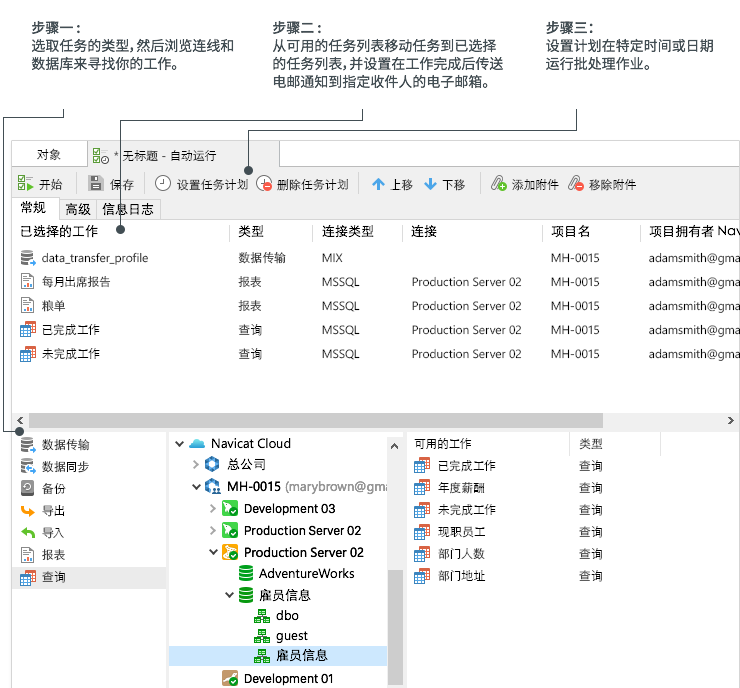 步骤一：
选取任务的类型，然后浏览连线和
数据库来寻找你的工作。
步骤二：
从可用的任务列表移动任务到已选择
的任务列表，并设置在工作完成后传送
电邮通知到指定收件人的电子邮箱。
步骤三：
设置计划在特定时间或日期
运行批处理作业。
对象 * 无标题 - 自动运行
开始 保存 设置任务计划 删除任务计划 上移 下移 添加附件 移除附件
常规 高级 信息日志
已选择的工作 类型 连接类型 连接 项目名 项目拥有者 Navi
data_transfer_profile 数据传输 MIX MH-0015 adamsmith@gma
每月出席报告 报表 MSSQL Production Server 02 MH-0015 adamsmith@gma
粮单 报表 MSSQL Production Server 02 MH-0015 adamsmith@gma
已完成工作 查询 MSSQL Production Server 02 MH-0015 adamsmith@gma
未完成工作 查询 MSSQL Production Server 02 MH-0015 adamsmith@gma
数据传输
数据同步
备份
导出
导入
报表
查询
Navicat Cloud
总公司
MH-0015 (marybrown@gma
Development 03
Production Server 02
Production Server 02
AdventureWorks
雇员信息
dbo
guest
雇员信息
Development 01
可用的工作 类型
已完成工作 查询
年度薪酬 查询
未完成工作 查询
现职员工 查询
部门人数 查询
部门地址 查询